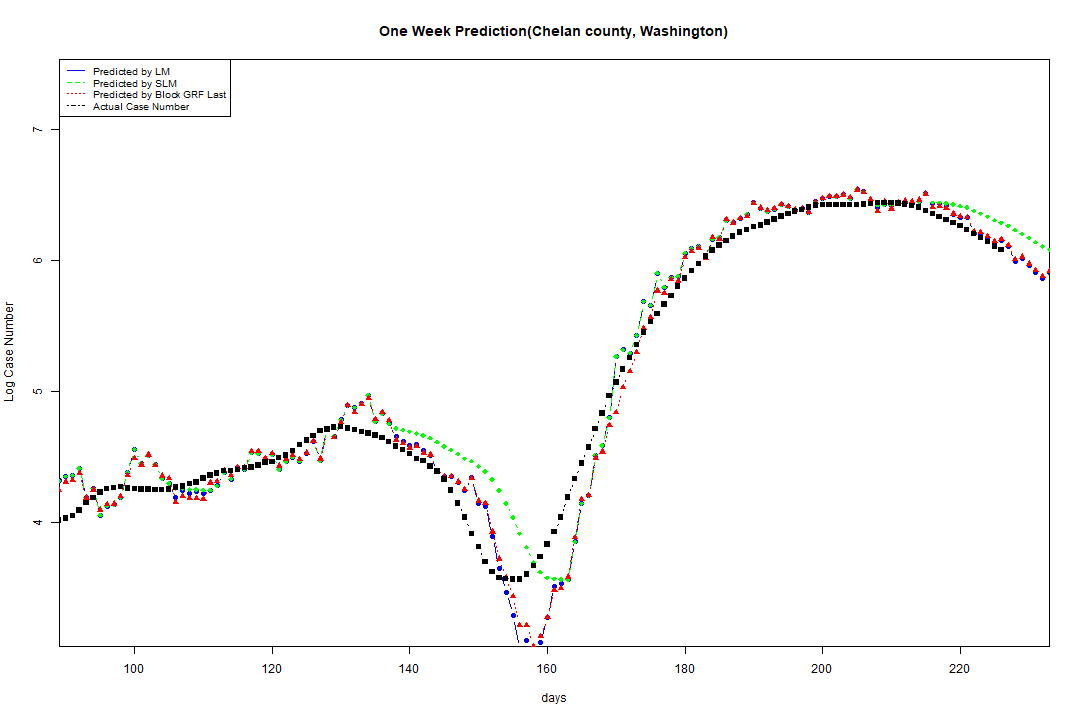 One Week Prediction(Chelan county, Washington)
Predicted by LM
Predicted by SLM
Predicted by Block GRF Last
Actual Case Number
7
6
5
4
Log Case Number
100 120 140 160 180 200 220
days